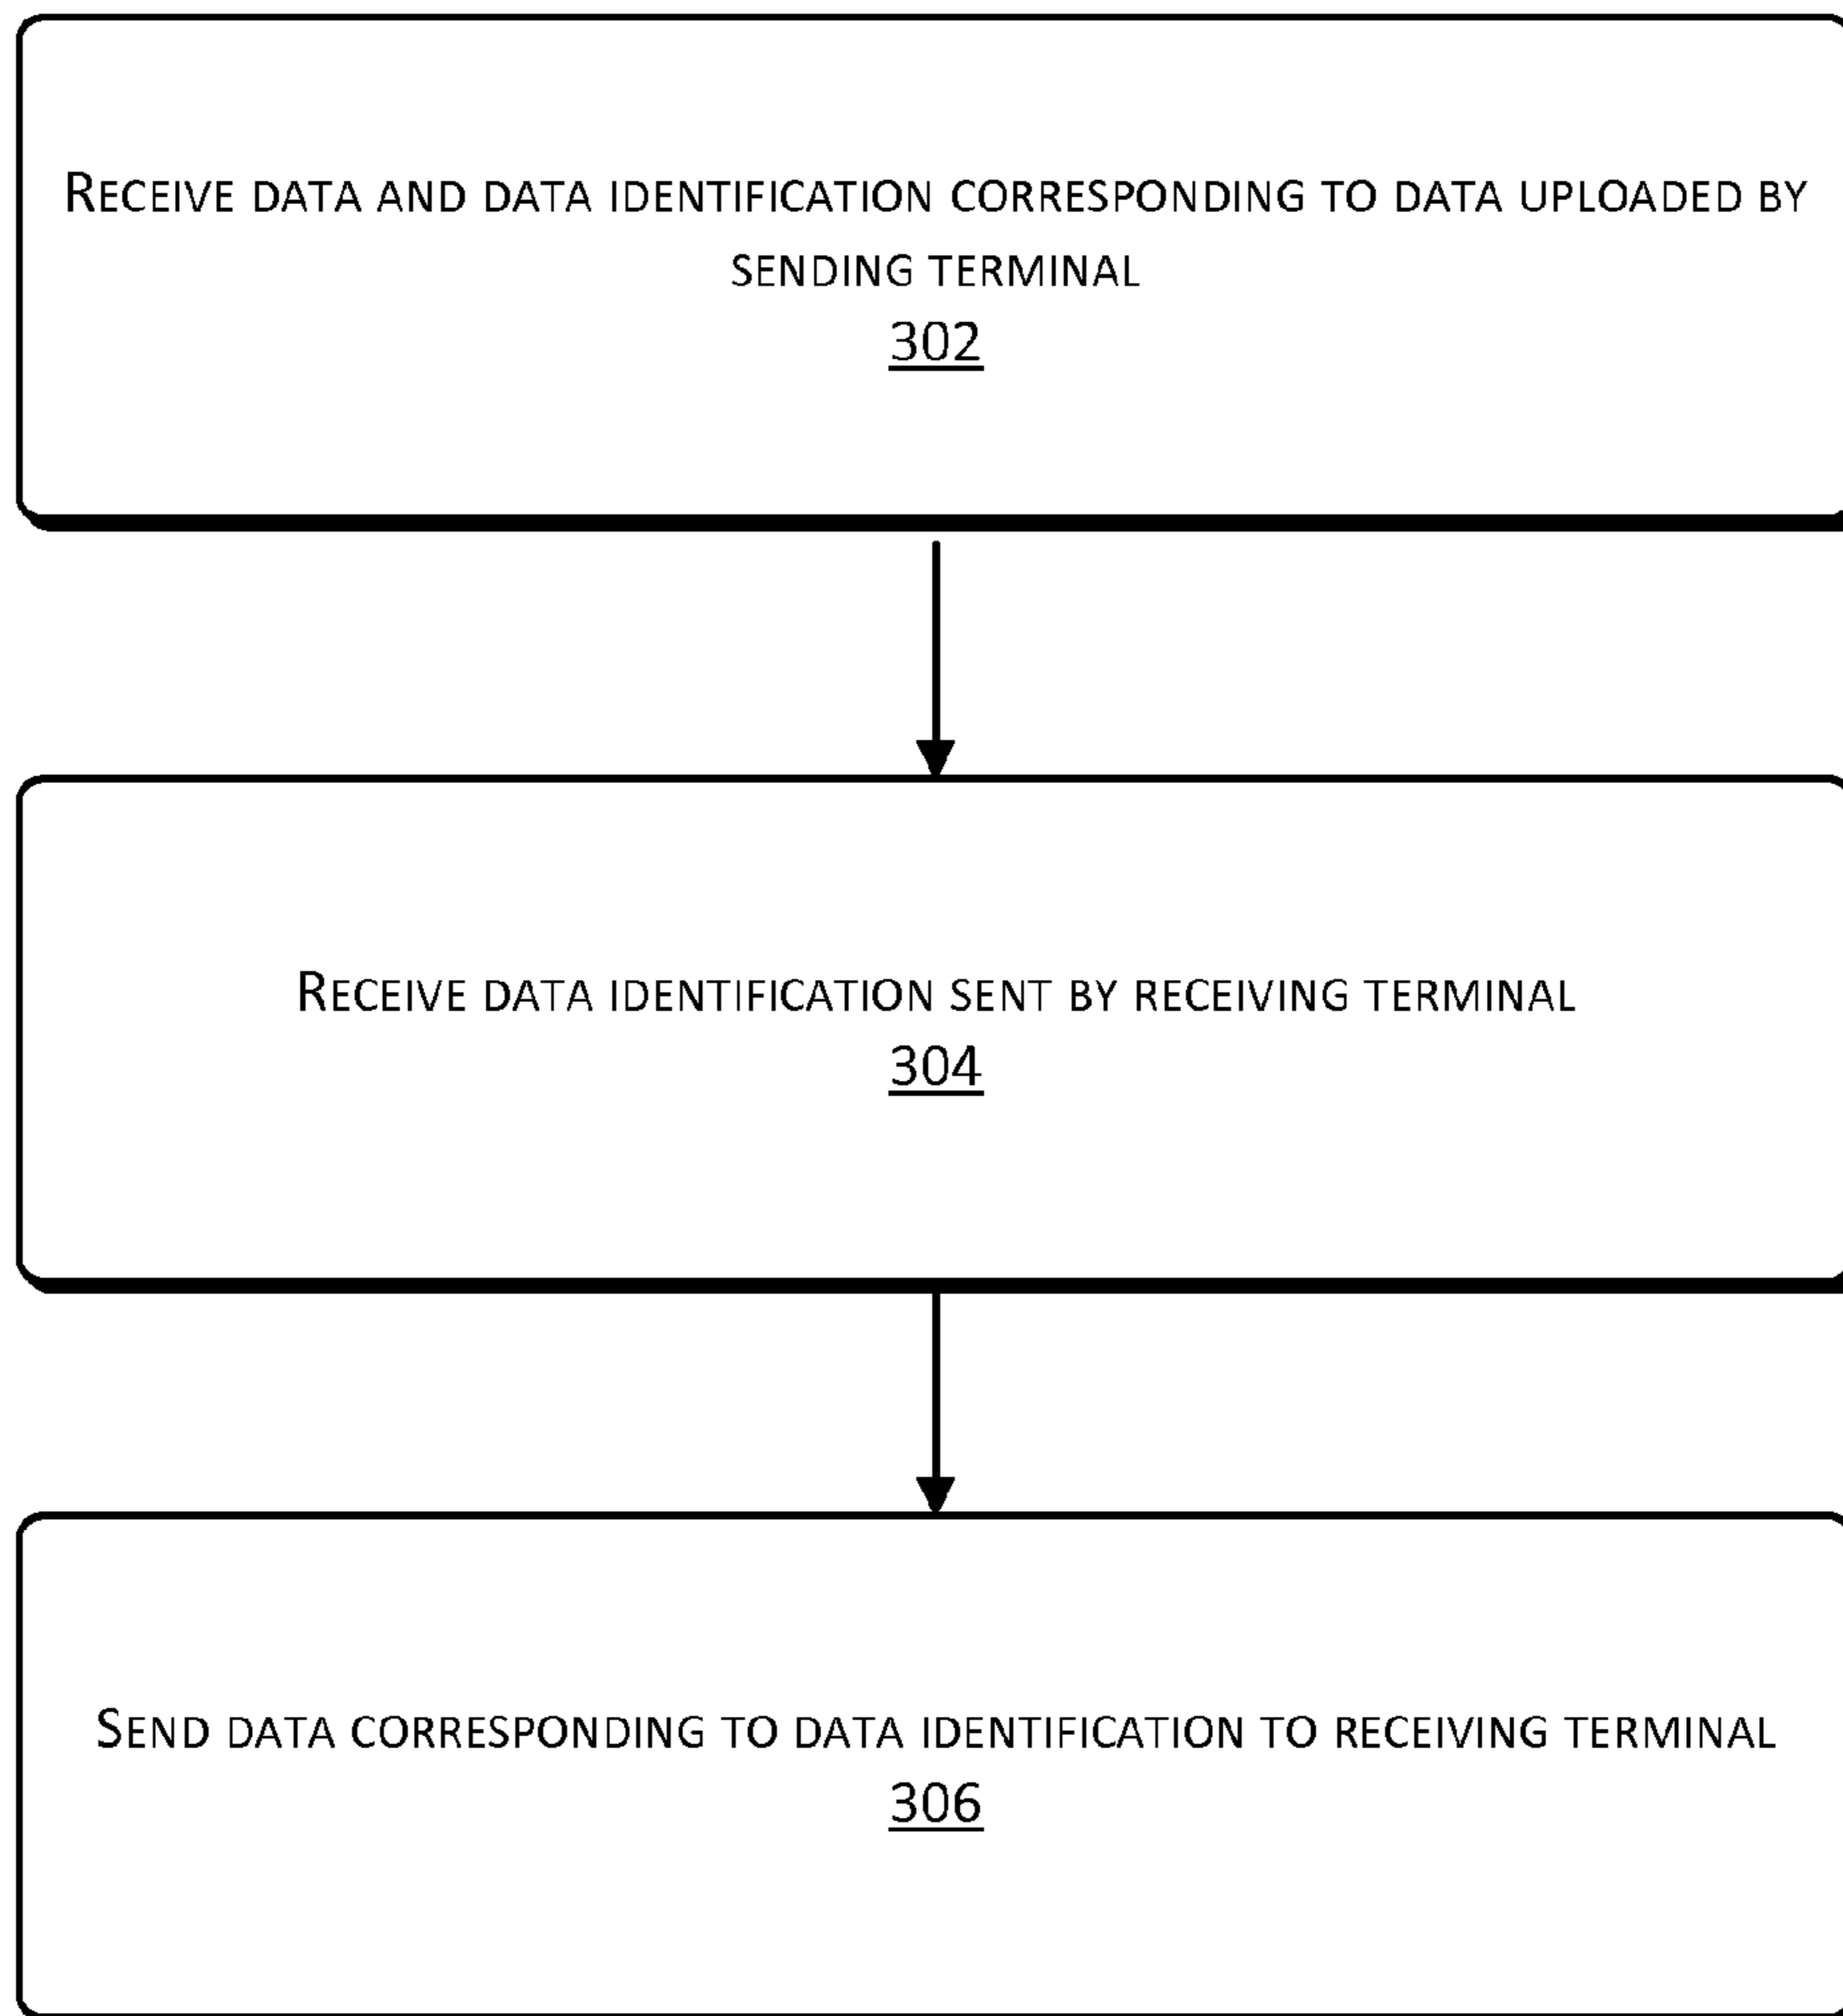 Receive data and data identification corresponding to data uploaded by
sending terminal
302
Receive data identification sent by receiving terminal
304
Send data corresponding to data identification to receiving terminal
306